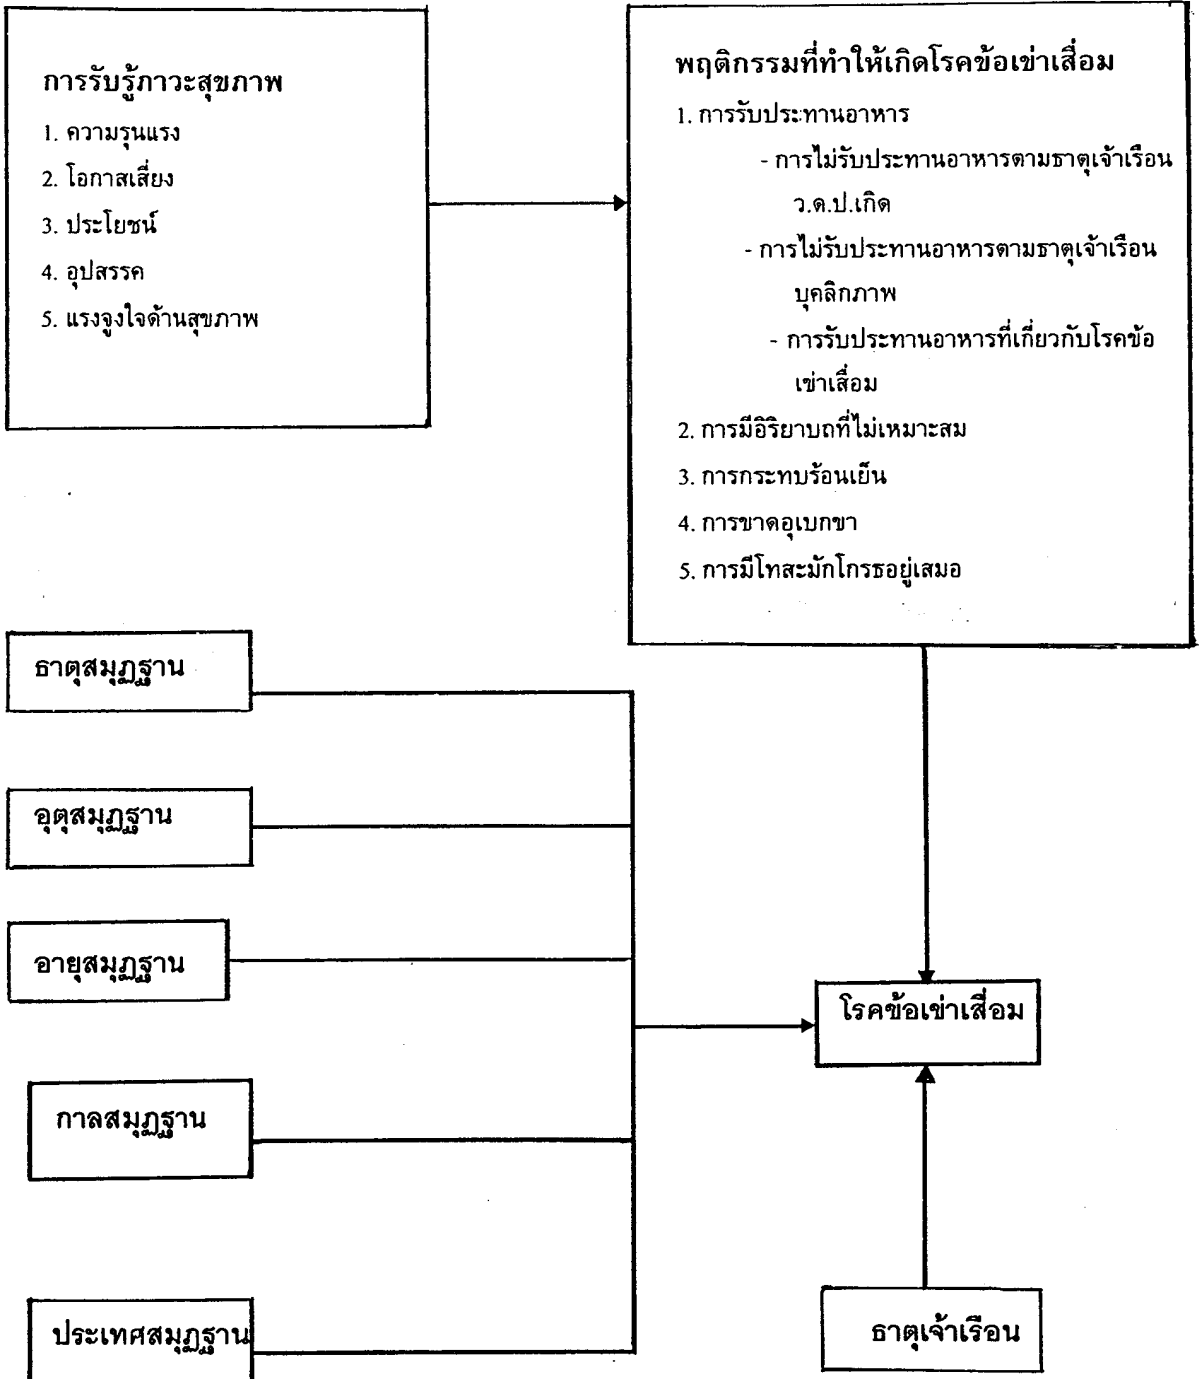 การรับรู้ภาวะสุขภาพ
1. ความรุนแรง
2. โอกาสเสี่ยง
3. ประโยชน์
4. อุปสรรค
5. แรงจูงใจด้านสุขภาพ
พฤติกรรมที่ทำให้เกิดโรคข้อเข่าเสื่อม
1. การรับประทานอาหาร
- การไม่รับประทานอาหารตามธาตุเจ้าเรือน
ว.ด.ป.เกิด
- การไม่รับประทานอาหารตามธาตุเจ้าเรือน
บุคลิกภาพ
- การรับประทานอาหารที่เกี่ยวกับโรคข้อ
เข่าเสื่อม
2. การมีอิริยาบถที่ไม่เหมาะสม
3. การกระทบร้อนเย็น
4. การขาดอุเบกขา
5. การมีโทสะมักโกรธอยู่เสมอ
ธาตุสมุฏฐาน
อุตุสมุฏฐาน
อายุสมุฏฐาน
โรคข้อเข่าเสื่อม
กาลสมุฏฐาน
ประเทศสมุฏฐาน
ธาตุเจ้าเรือน